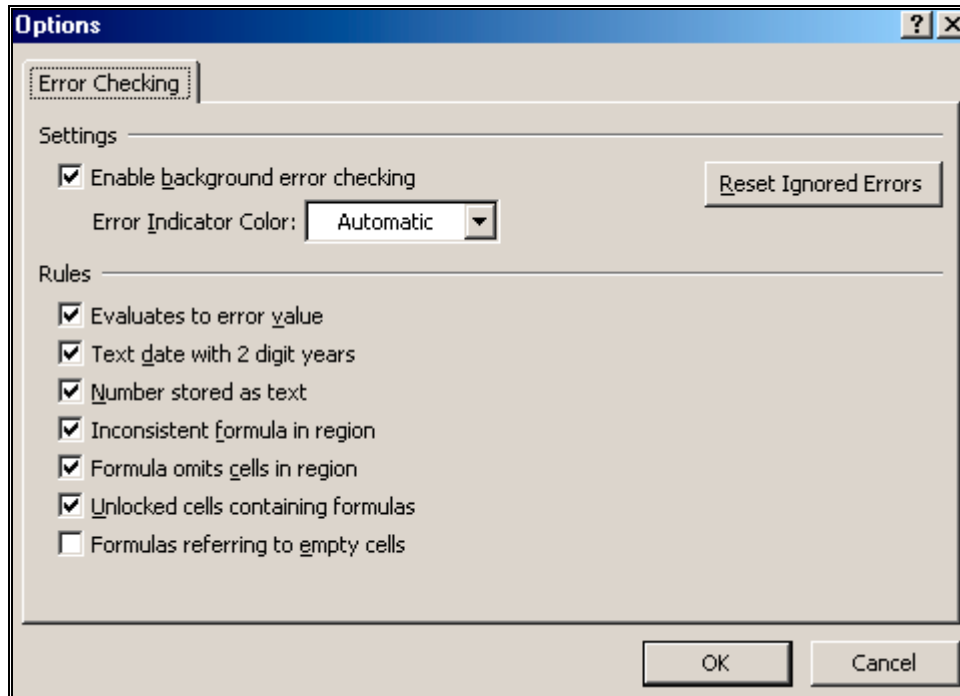 Options
Error Checking
Settings
Enable background error checking
Reset Ignored Errors
Error Indicator Color: Automatic
Rules
Evaluates to error value
Text date with 2 digit years
Number stored as text
Inconsistent formula in region
Formula omits cells in region
Unlocked cells containing formulas
Formulas referring to empty cells
OK Cancel